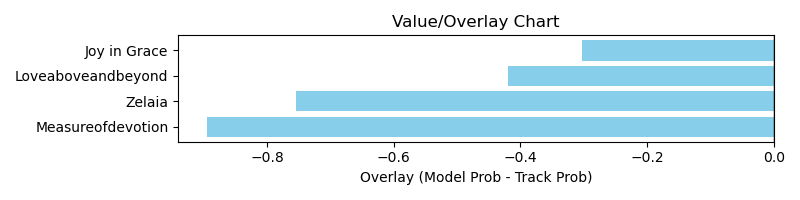 Value/Overlay Chart
Joy in Grace
Loveaboveandbeyond
Zelaia
Measureofdevotion
−0.8 −0.6 −0.4 −0.2 0.0
Overlay (Model Prob - Track Prob)